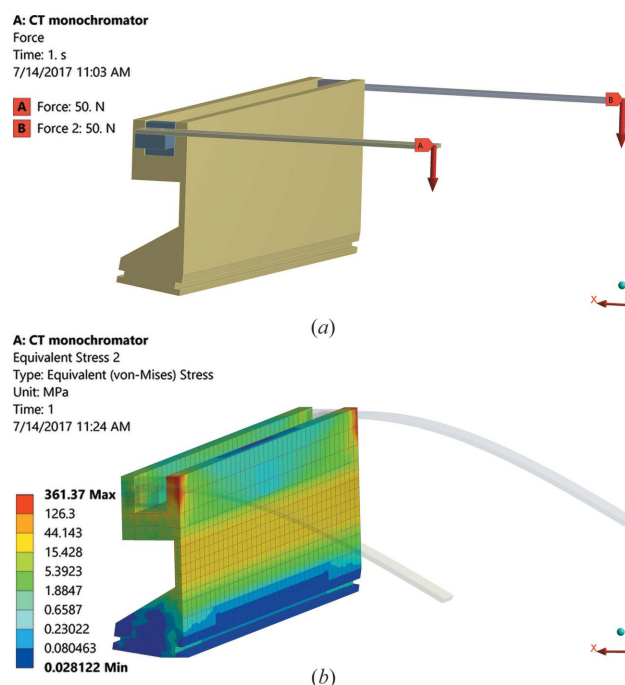 A: CT monochromator
Force
Time: 1. s
7/14/2017 11:03 AM
A Force: 50. N
B Force 2: 50. N
B
A
X
(a)
A: CT monochromator
Equivalent Stress 2
Type: Equivalent (von-Mises) Stress
Unit: MPa
Time: 1
7/14/2017 11:24 AM
361.37 Max
126.3
44.143
15.428
5.3923
1.8847
0.6587
0.23022
0.080463
0.028122 Min
X
(b)